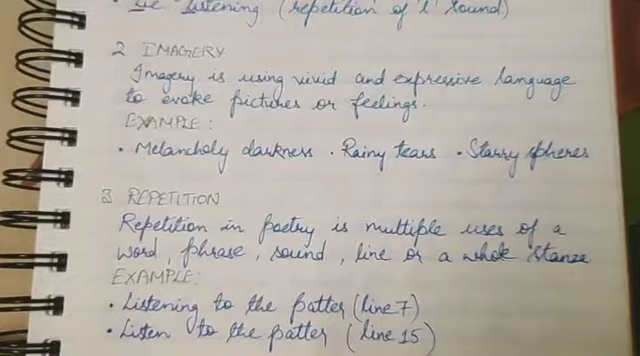 • Lie Listening (repetition of 'l' sound)
2 IMAGERY
Imagery is using vivid and expressive language
to evoke pictures or feelings.
EXAMPLE:
• Melancholy darkness • Rainy tears • Starry spheres
3 REPETITION
Repetition in poetry is multiple uses of a
word, phrase, sound, line or a whole stanza
EXAMPLE:
• Listening to the patter (line 7)
• Listen to the patter (line 15)